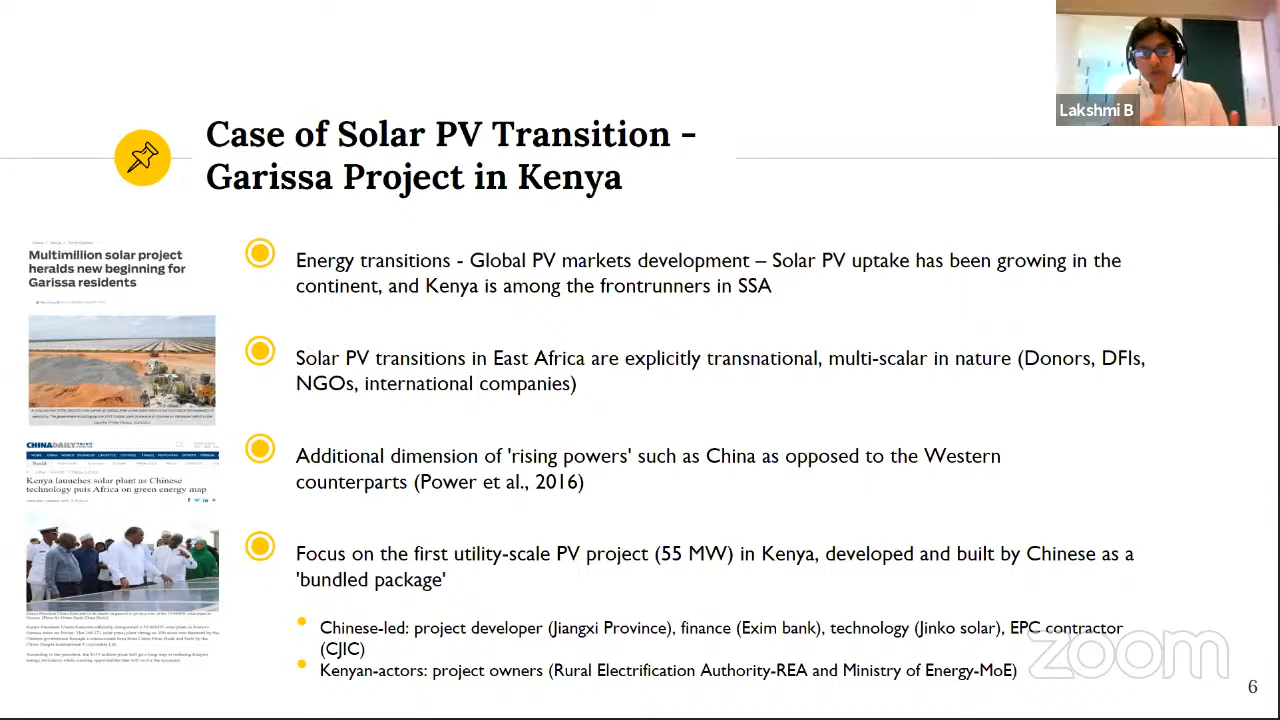 Lakshmi B
Case of Solar PV Transition -
Garissa Project in Kenya
Multimillion solar project
heralds new beginning for
Garissa residents
CHINADAILY
Kenya launches solar plant as Chinese
technology puts Africa on green energy map
Energy transitions - Global PV markets development – Solar PV uptake has been growing in the
continent, and Kenya is among the frontrunners in SSA
Solar PV transitions in East Africa are explicitly transnational, multi-scalar in nature (Donors, DFIs,
NGOs, international companies)
Additional dimension of 'rising powers' such as China as opposed to the Western
counterparts (Power et al., 2016)
Focus on the first utility-scale PV project (55 MW) in Kenya, developed and built by Chinese as a
'bundled package'
Chinese-led: project developer (Jiangxi Province), finance (Exim bank), technology (Jinko solar), EPC contractor
(CJIC)
Kenyan-actors: project owners (Rural Electrification Authority-REA and Ministry of Energy-MoE)
zoom
6